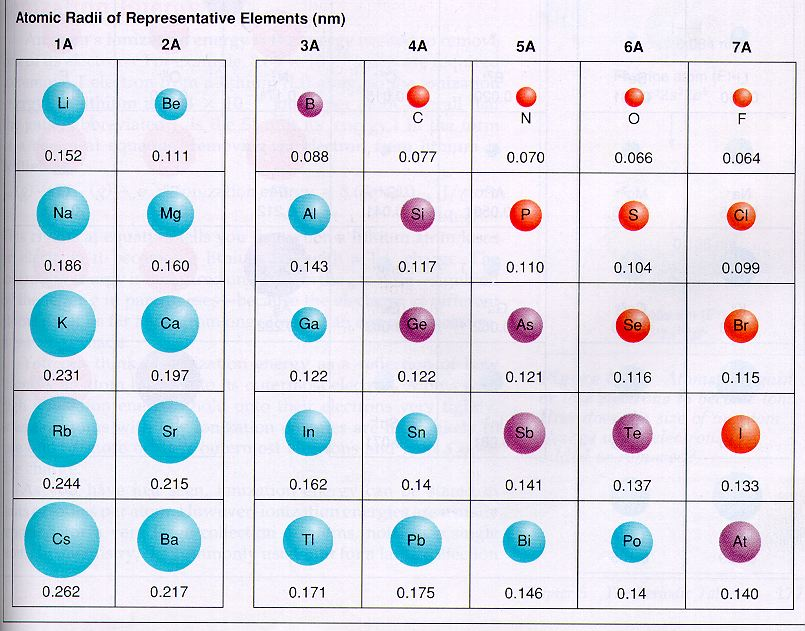 Atomic Radii of Representative Elements (nm)
1A 2A 3A 4A 5A 6A 7A
Li Be B C N O F
0.152 0.111 0.088 0.077 0.070 0.066 0.064
Na Mg Al Si P S Cl
0.186 0.160 0.143 0.117 0.110 0.104 0.099
K Ca Ga Ge As Se Br
0.231 0.197 0.122 0.122 0.121 0.116 0.115
Rb Sr In Sn Sb Te I
0.244 0.215 0.162 0.14 0.141 0.137 0.133
Cs Ba Tl Pb Bi Po At
0.262 0.217 0.171 0.175 0.146 0.14 0.140